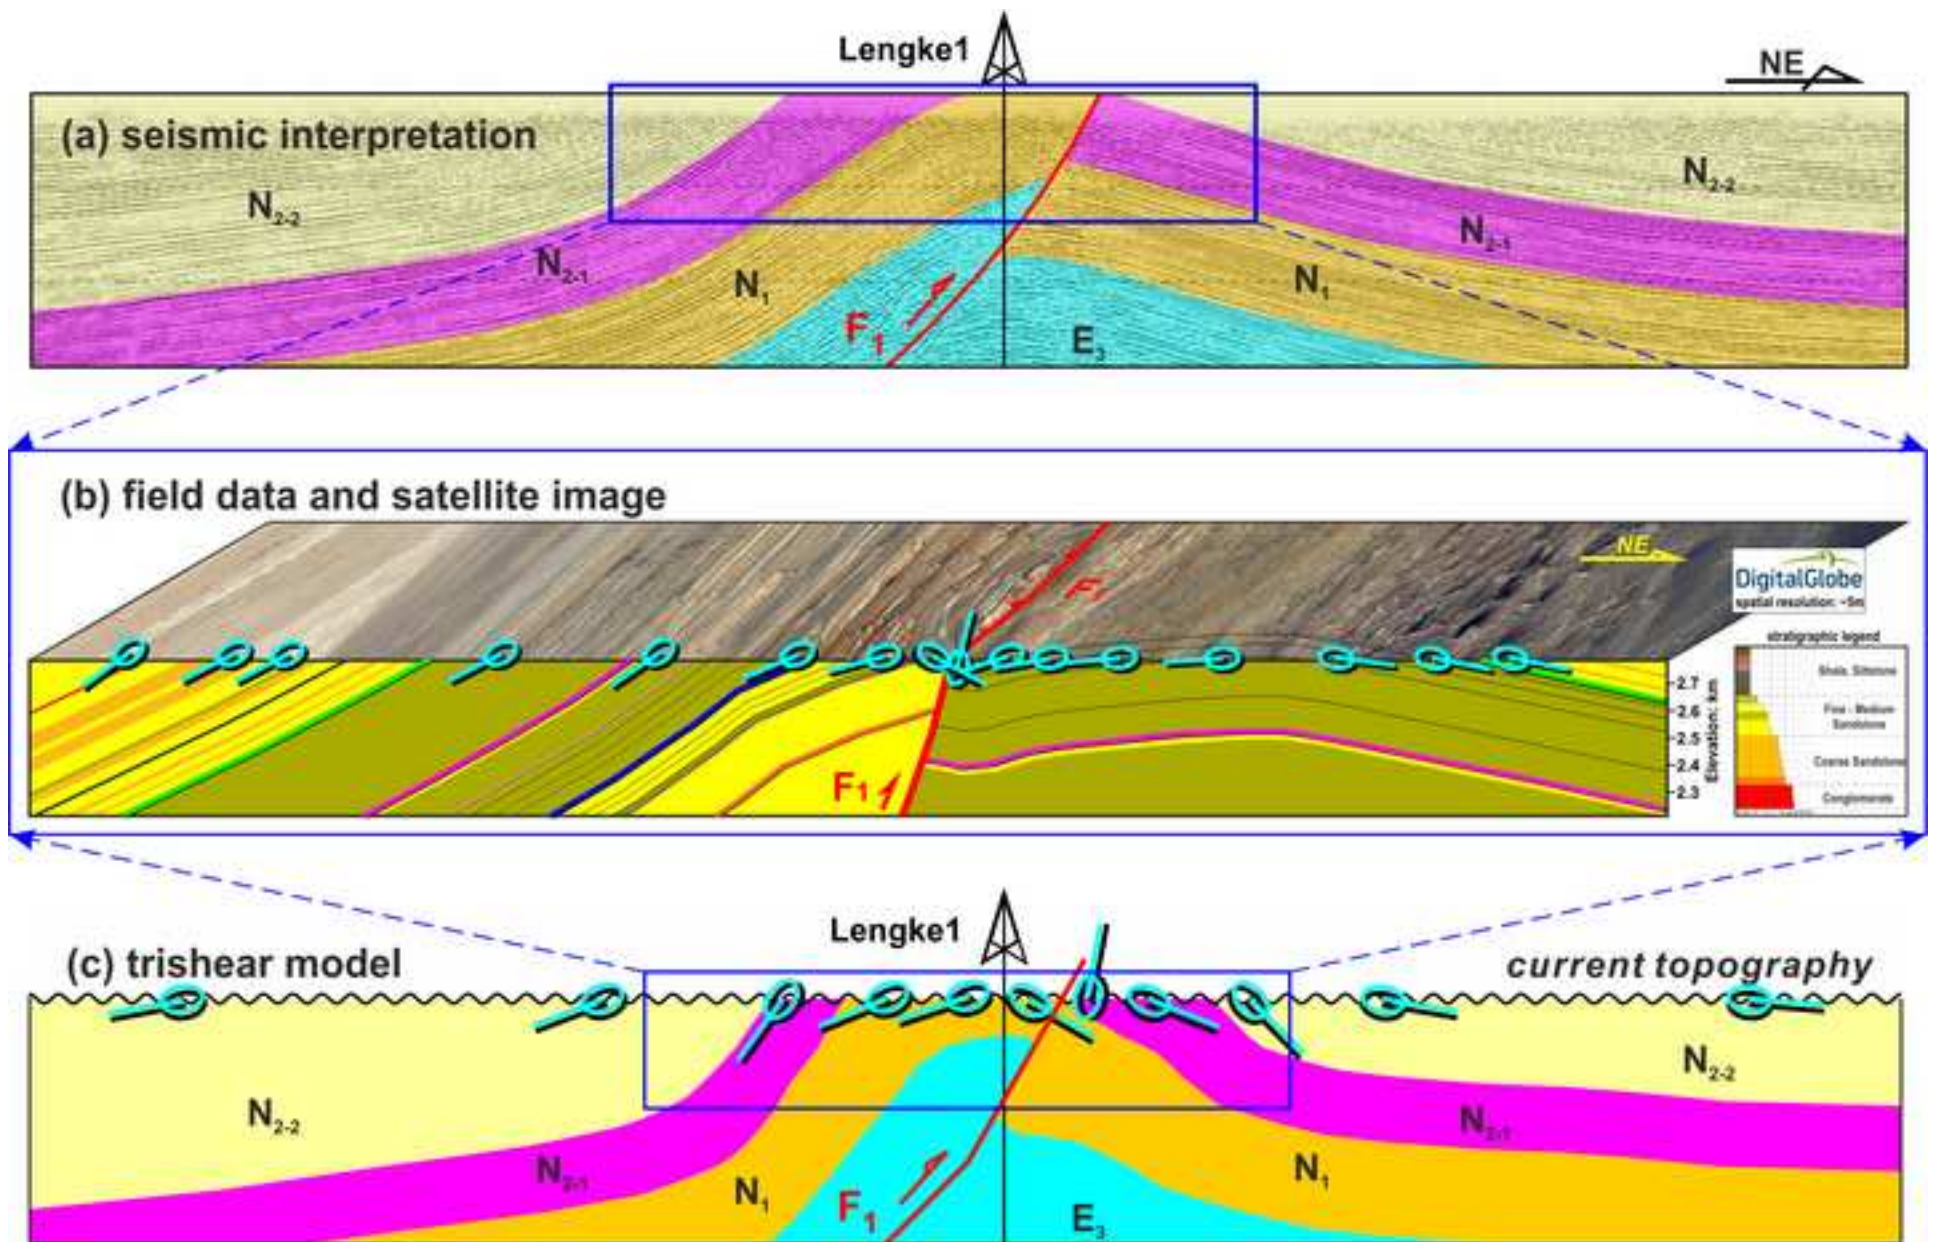 Lengke1
NE
(a) seismic interpretation
N2-2
N2-2
N2-1
N2-1
N1
N1
F1
E3
(b) field data and satellite image
NE
F1
DigitalGlobe
spatial resolution: ~5m
stratigraphic legend
Shale, Siltstone
Fine - Medium
Sandstone
Coarse Sandstone
Conglomerate
2.7
2.6
2.5
2.4
2.3
Elevation: km
F1
Lengke1
(c) trishear model
current topography
N2-2
N2-2
N2-1
N2-1
N1
N1
F1
E3